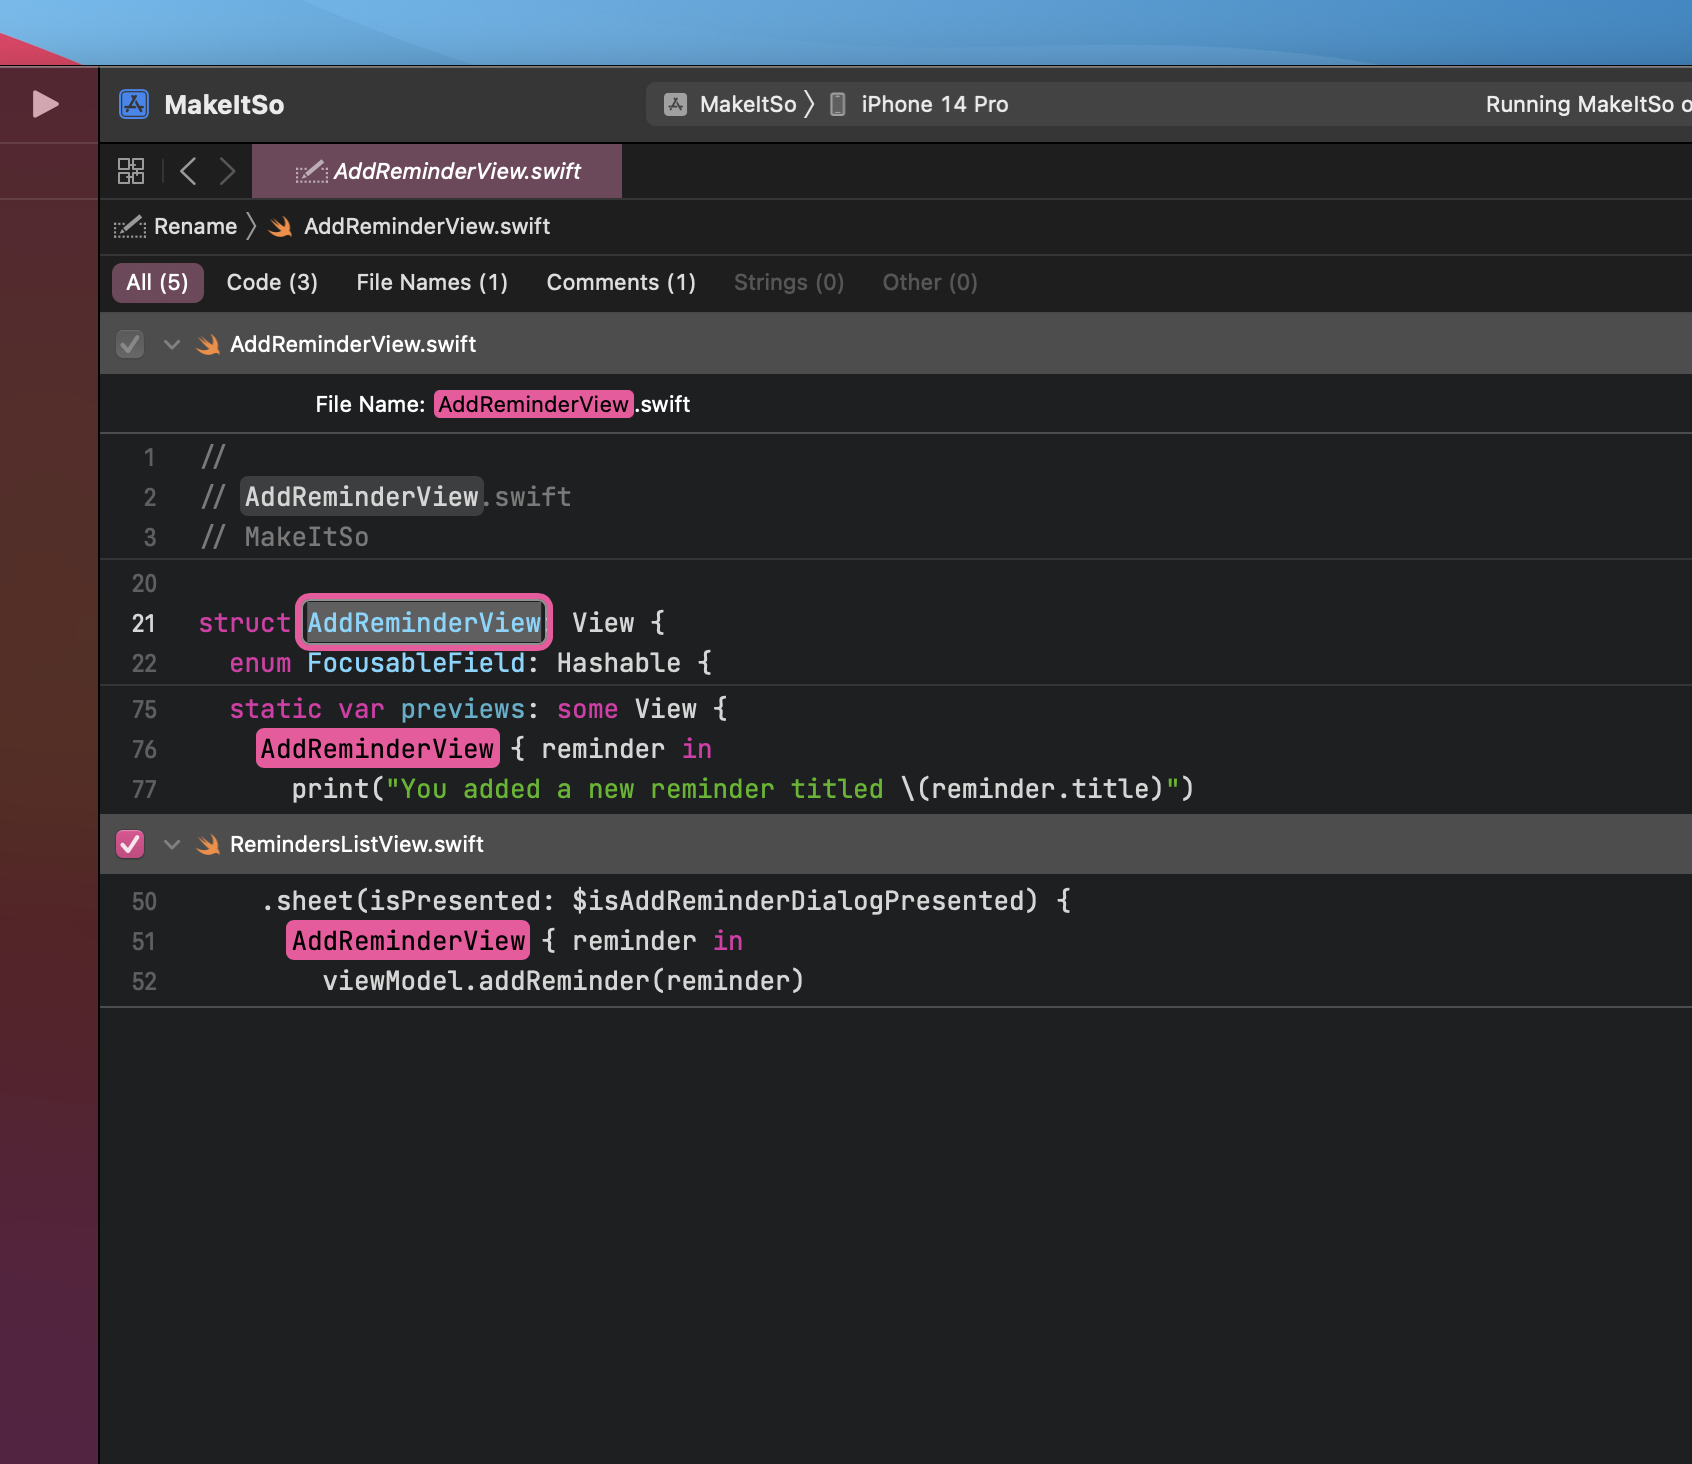 MakeItSo
MakeItSo 〉 iPhone 14 Pro
Running MakeItSo o
AddReminderView.swift
Rename 〉 AddReminderView.swift
All (5) Code (3) File Names (1) Comments (1) Strings (0) Other (0)
AddReminderView.swift
File Name: AddReminderView.swift
1 //
2 // AddReminderView.swift
3 // MakeItSo
20
21 struct AddReminderView View {
22 enum FocusableField: Hashable {
75 static var previews: some View {
76 AddReminderView { reminder in
77 print("You added a new reminder titled \(reminder.title)")
RemindersListView.swift
50 .sheet(isPresented: $isAddReminderDialogPresented) {
51 AddReminderView { reminder in
52 viewModel.addReminder(reminder)